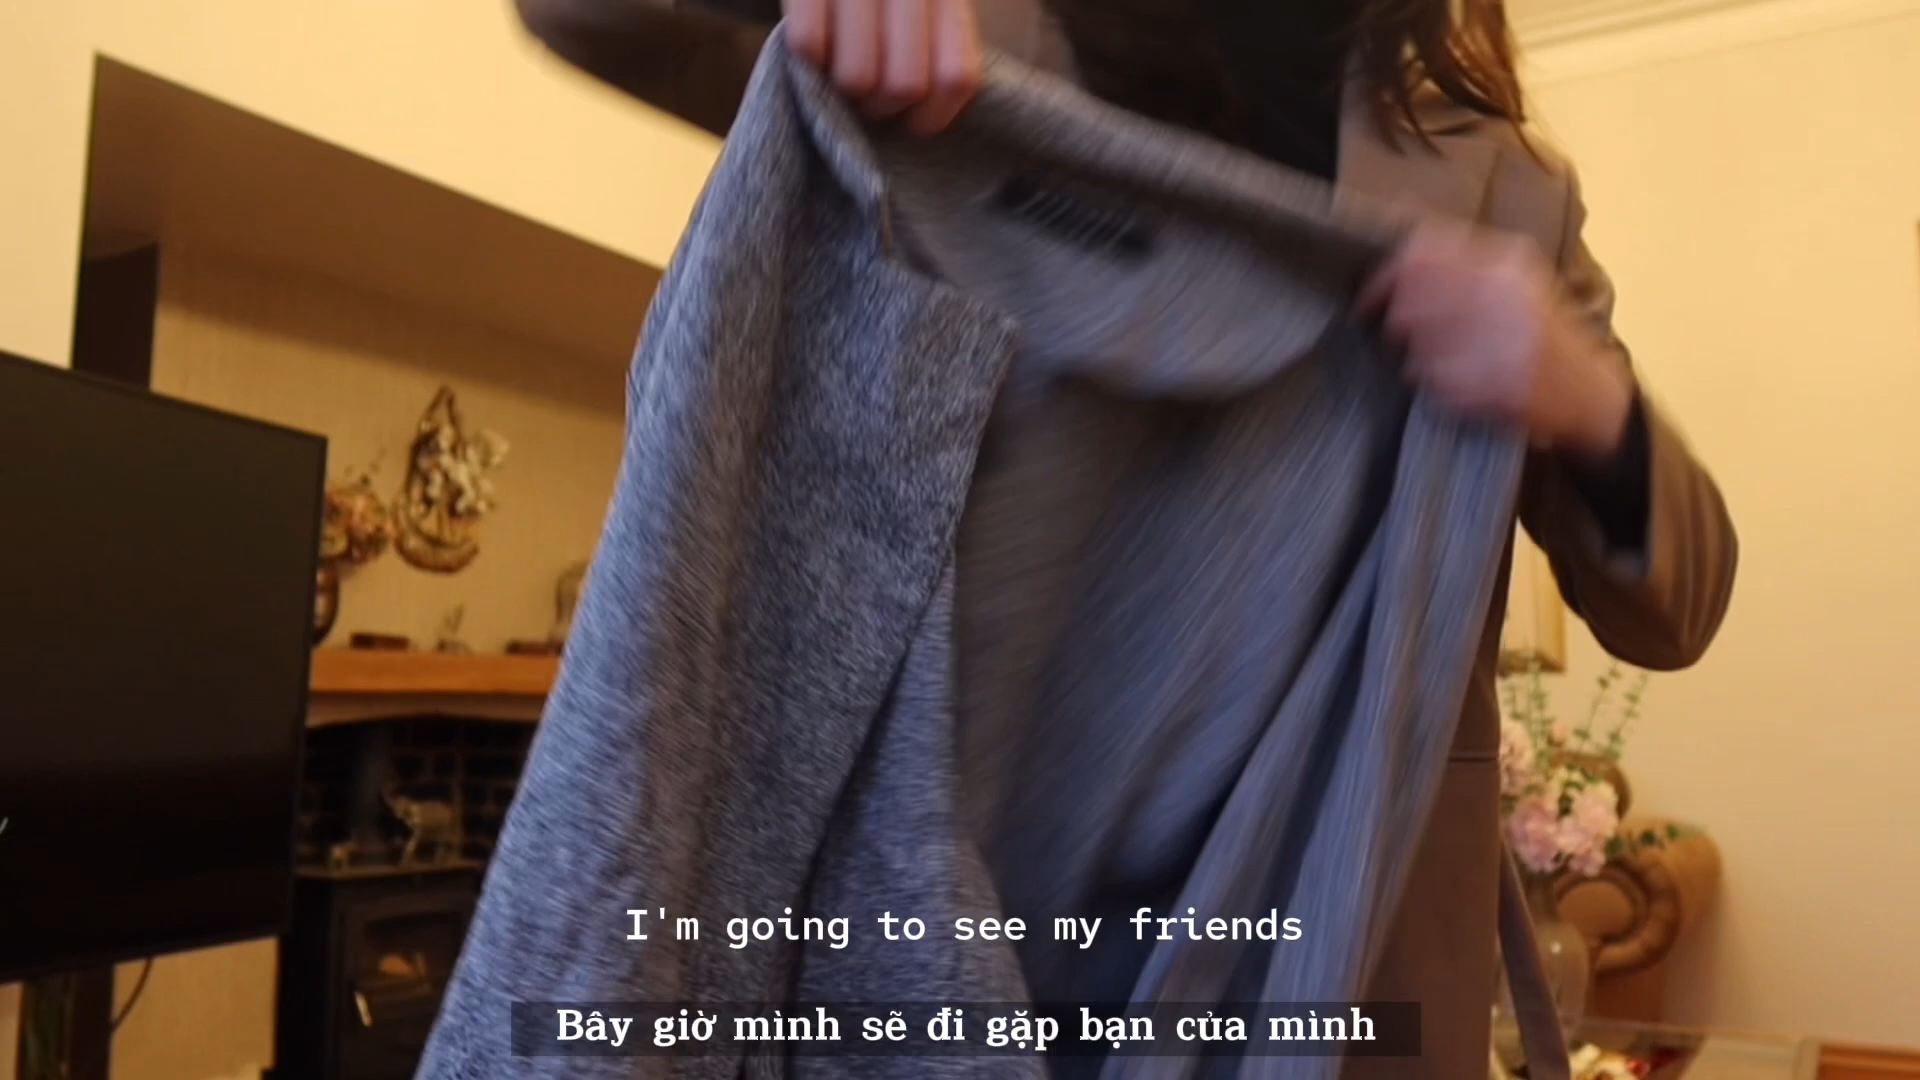 I'm going to see my friends
Bây giờ mình sẽ đi gặp bạn của mình